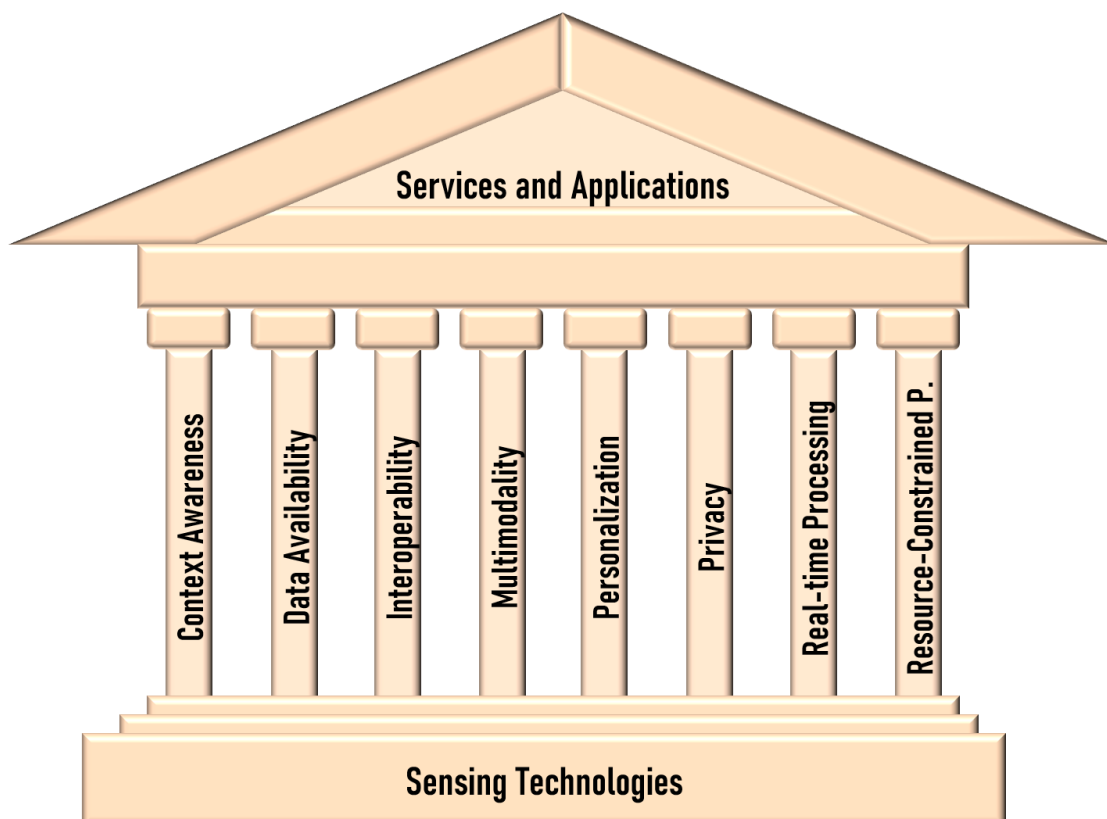 Services and Applications
Context Awareness
Data Availability
Interoperability
Multimodality
Personalization
Privacy
Real-time Processing
Resource-Constrained P.
Sensing Technologies